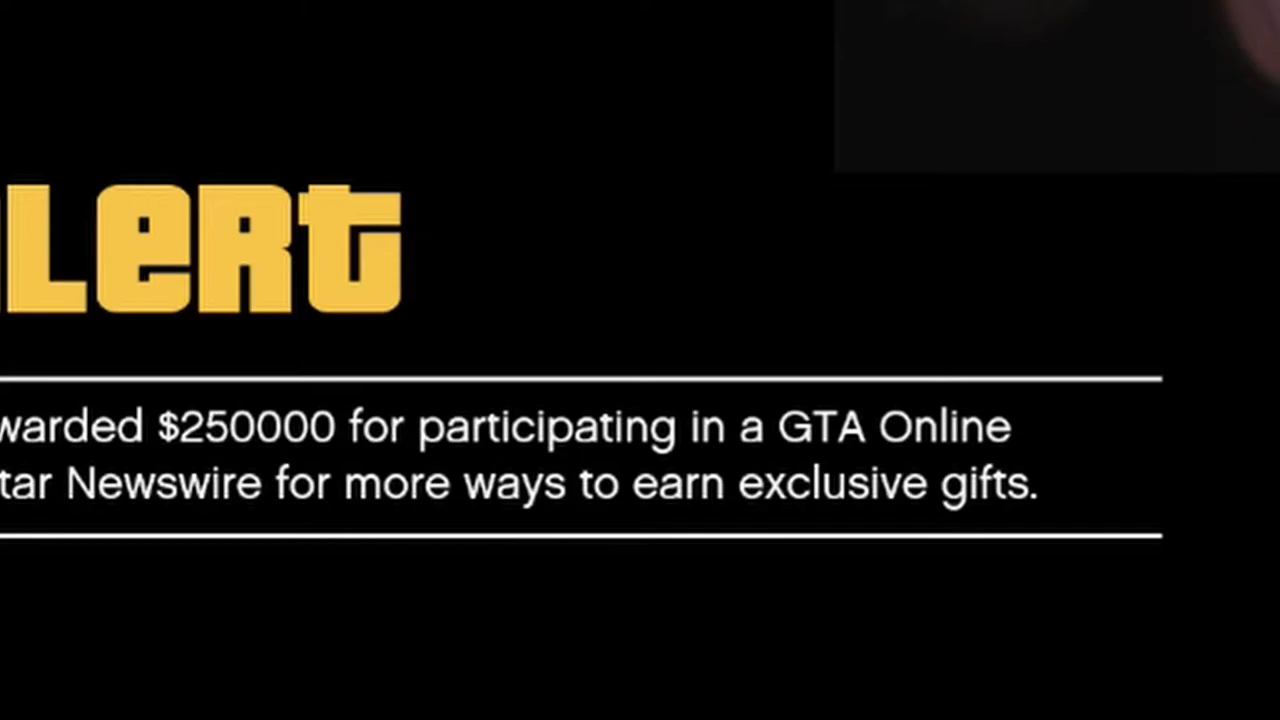 lert
warded $250000 for participating in a GTA Online
tar Newswire for more ways to earn exclusive gifts.